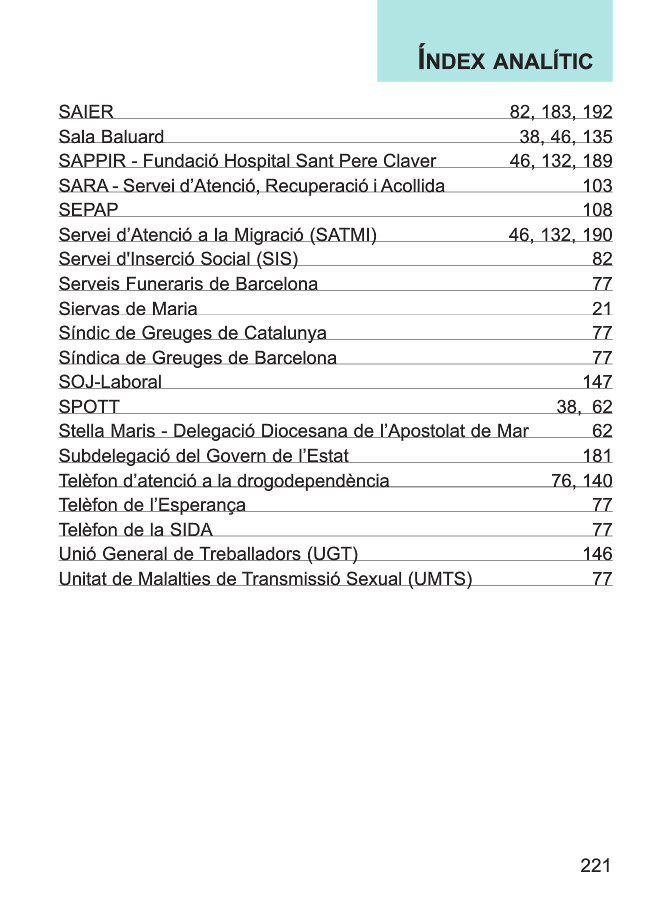 ÍNDEX ANALÍTIC
SAIER 82, 183, 192
Sala Baluard 38, 46, 135
SAPPIR - Fundació Hospital Sant Pere Claver 46, 132, 189
SARA - Servei d’Atenció, Recuperació i Acollida 103
SEPAP 108
Servei d’Atenció a la Migració (SATMI) 46, 132, 190
Servei d'Inserció Social (SIS) 82
Serveis Funeraris de Barcelona 77
Siervas de Maria 21
Síndic de Greuges de Catalunya 77
Síndica de Greuges de Barcelona 77
SOJ-Laboral 147
SPOTT 38, 62
Stella Maris - Delegació Diocesana de l’Apostolat de Mar 62
Subdelegació del Govern de l’Estat 181
Telèfon d’atenció a la drogodependència 76, 140
Telèfon de l’Esperança 77
Telèfon de la SIDA 77
Unió General de Treballadors (UGT) 146
Unitat de Malalties de Transmissió Sexual (UMTS) 77
221